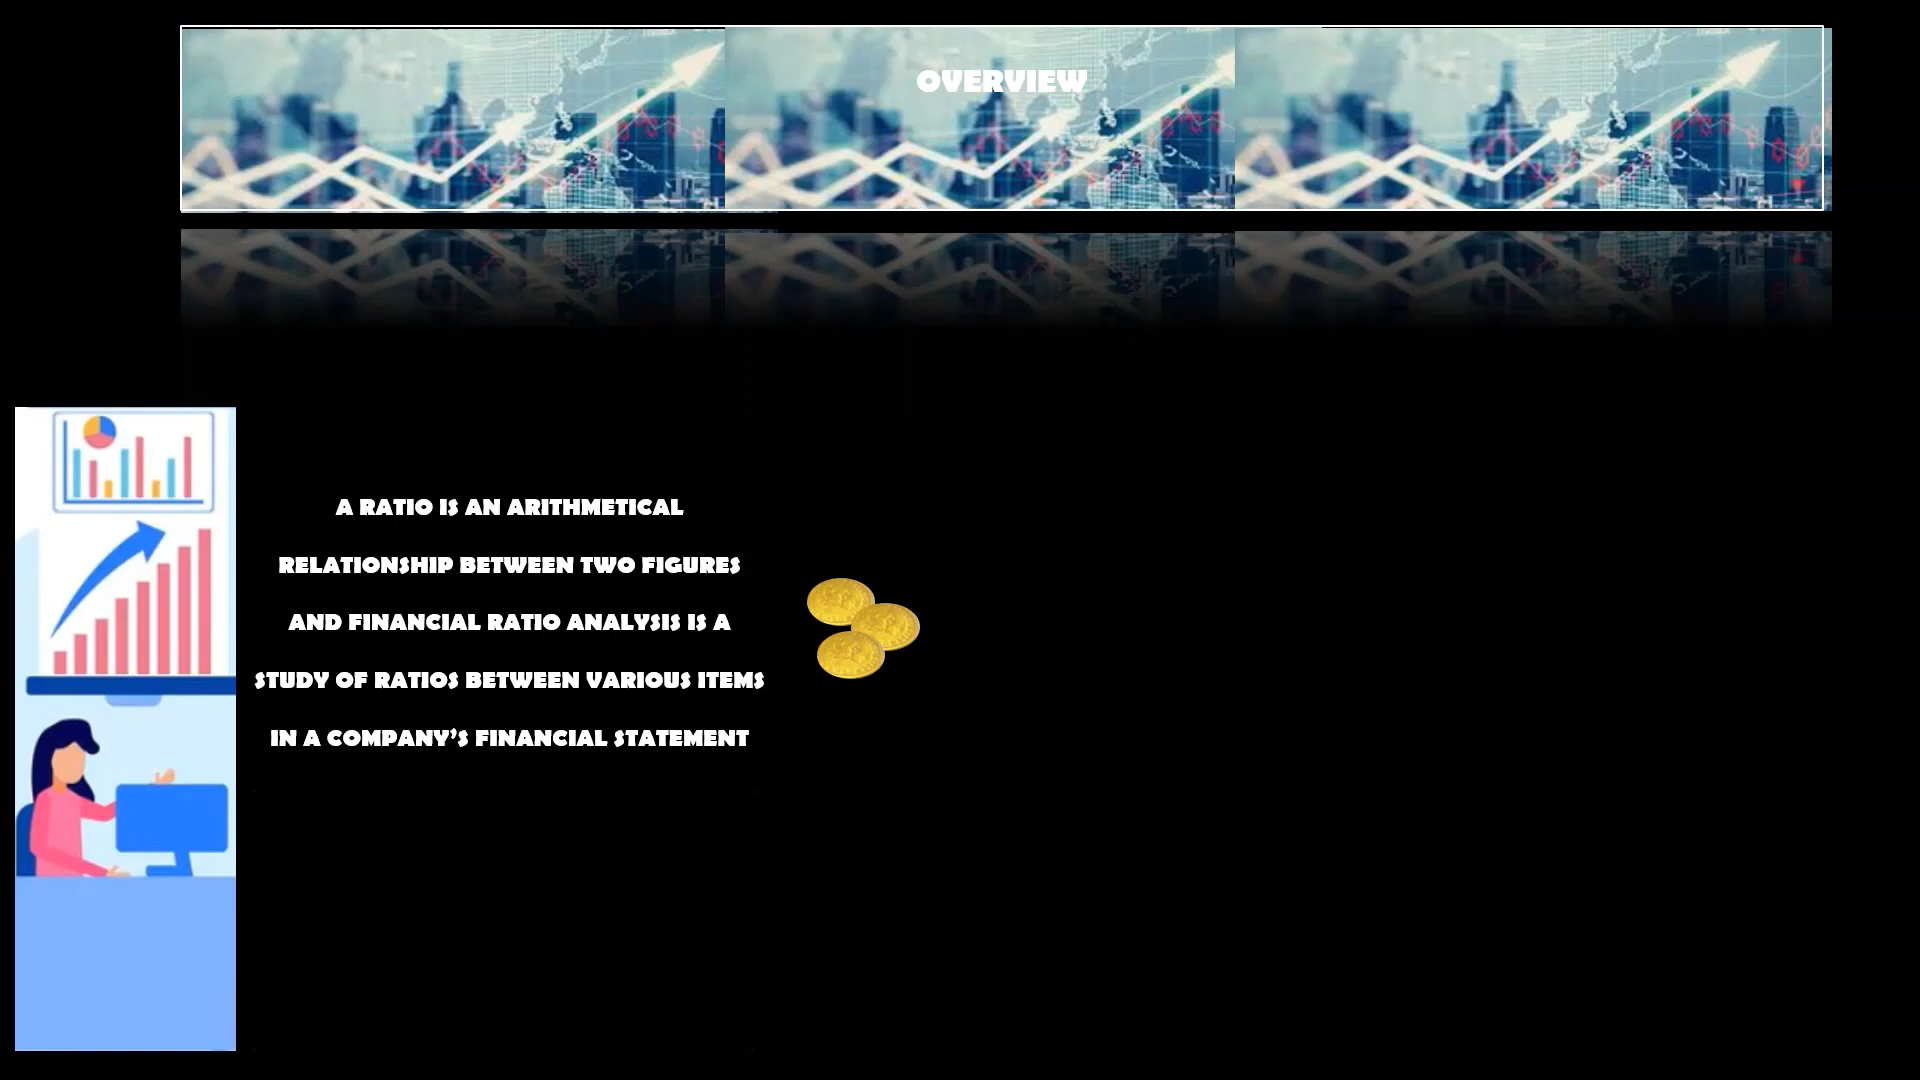 OVERVIEW
A RATIO IS AN ARITHMETICAL
RELATIONSHIP BETWEEN TWO FIGURES
AND FINANCIAL RATIO ANALYSIS IS A
STUDY OF RATIOS BETWEEN VARIOUS ITEMS
IN A COMPANY’S FINANCIAL STATEMENT